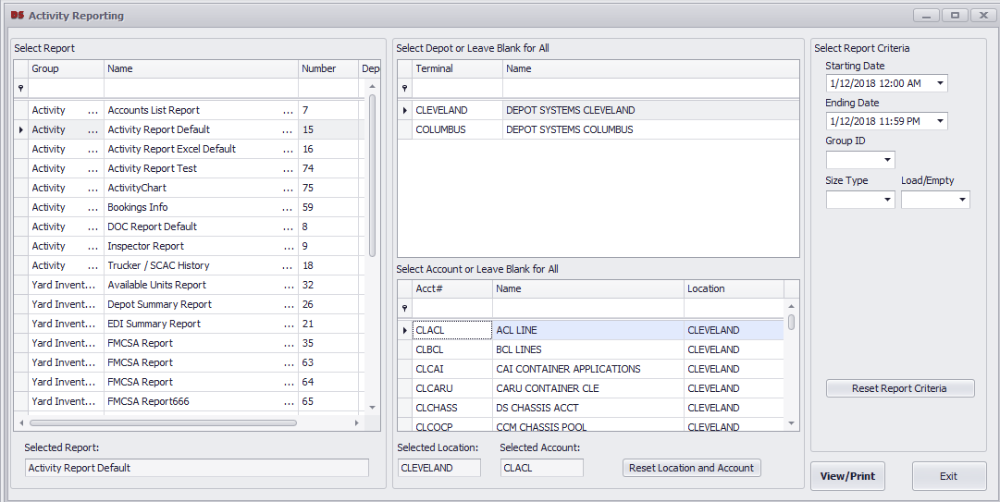 DS Activity Reporting
Select Report
Group Name Number Dep
Activity ... Accounts List Report ... 7
Activity ... Activity Report Default ... 15
Activity ... Activity Report Excel Default ... 16
Activity ... Activity Report Test ... 74
Activity ... ActivityChart ... 75
Activity ... Bookings Info ... 59
Activity ... DOC Report Default ... 8
Activity ... Inspector Report ... 9
Activity ... Trucker / SCAC History ... 18
Yard Invent... Available Units Report ... 32
Yard Invent... Depot Summary Report ... 26
Yard Invent... EDI Summary Report ... 21
Yard Invent... FMCSA Report ... 35
Yard Invent... FMCSA Report ... 63
Yard Invent... FMCSA Report ... 64
Yard Invent... FMCSA Report666 ... 65
Selected Report:
Activity Report Default
Select Depot or Leave Blank for All
Terminal Name
CLEVELAND DEPOT SYSTEMS CLEVELAND
COLUMBUS DEPOT SYSTEMS COLUMBUS
Select Account or Leave Blank for All
Acct# Name Location
CLACL ACL LINE CLEVELAND
CLBCL BCL LINES CLEVELAND
CLCAI CAI CONTAINER APPLICATIONS CLEVELAND
CLCARU CARU CONTAINER CLE CLEVELAND
CLCHASS DS CHASSIS ACCT CLEVELAND
CLCOCP CCM CHASSIS POOL CLEVELAND
Selected Location: Selected Account:
CLEVELAND CLACL Reset Location and Account
Select Report Criteria
Starting Date
1/12/2018 12:00 AM
Ending Date
1/12/2018 11:59 PM
Group ID
Size Type Load/Empty
Reset Report Criteria
View/Print Exit